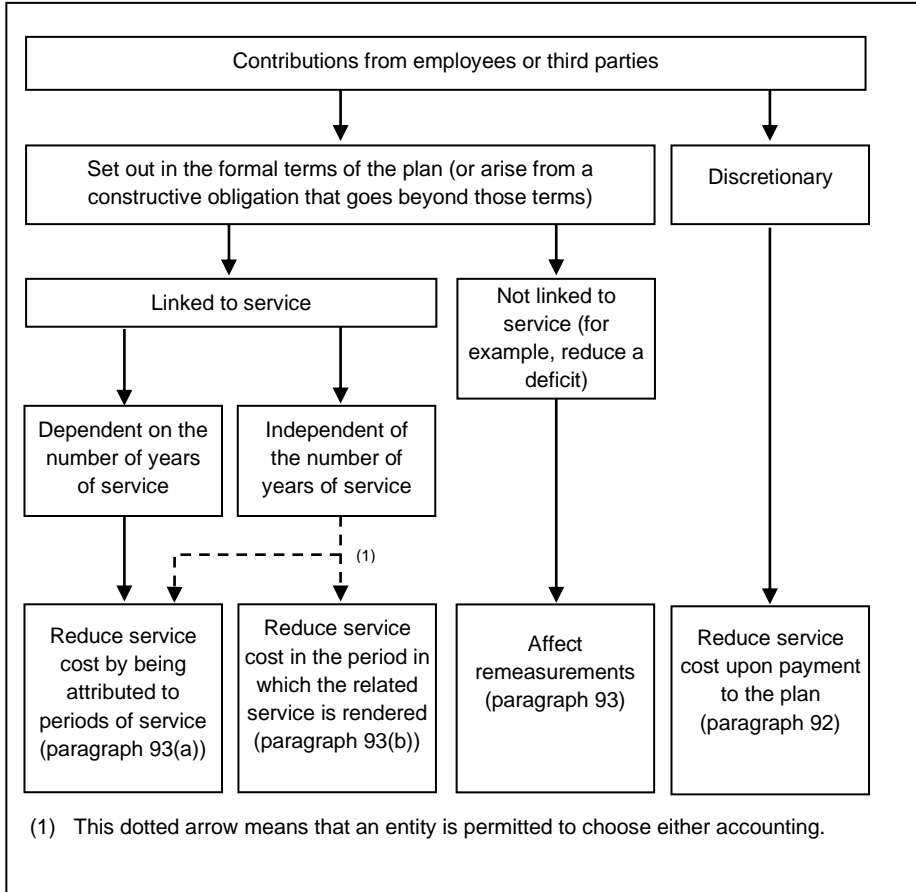 Contributions from employees or third parties
Set out in the formal terms of the plan (or arise from a
constructive obligation that goes beyond those terms)
Discretionary
Linked to service
Not linked to
service (for
example, reduce a
deficit)
Dependent on the
number of years
of service
Independent of
the number of
years of service
(1)
Reduce service
cost by being
attributed to
periods of service
(paragraph 93(a))
Reduce service
cost in the period in
which the related
service is rendered
(paragraph 93(b))
Affect
remeasurements
(paragraph 93)
Reduce service
cost upon payment
to the plan
(paragraph 92)
(1) This dotted arrow means that an entity is permitted to choose either accounting.